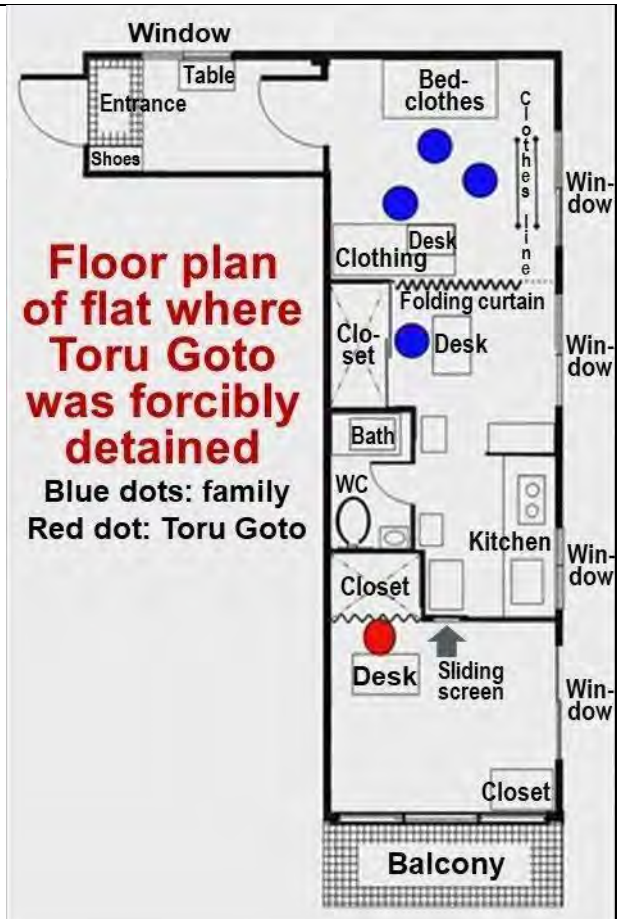 Window
Table
Entrance
Shoes
Bed-
clothes
Clothes line
Win-
dow
Desk
Clothing
Folding curtain
Floor plan
of flat where
Toru Goto
was forcibly
detained
Blue dots: family
Red dot: Toru Goto
Clo-
set
Desk
Win-
dow
Bath
WC
Kitchen
Win-
dow
Closet
Desk
Sliding
screen
Win-
dow
Closet
Balcony